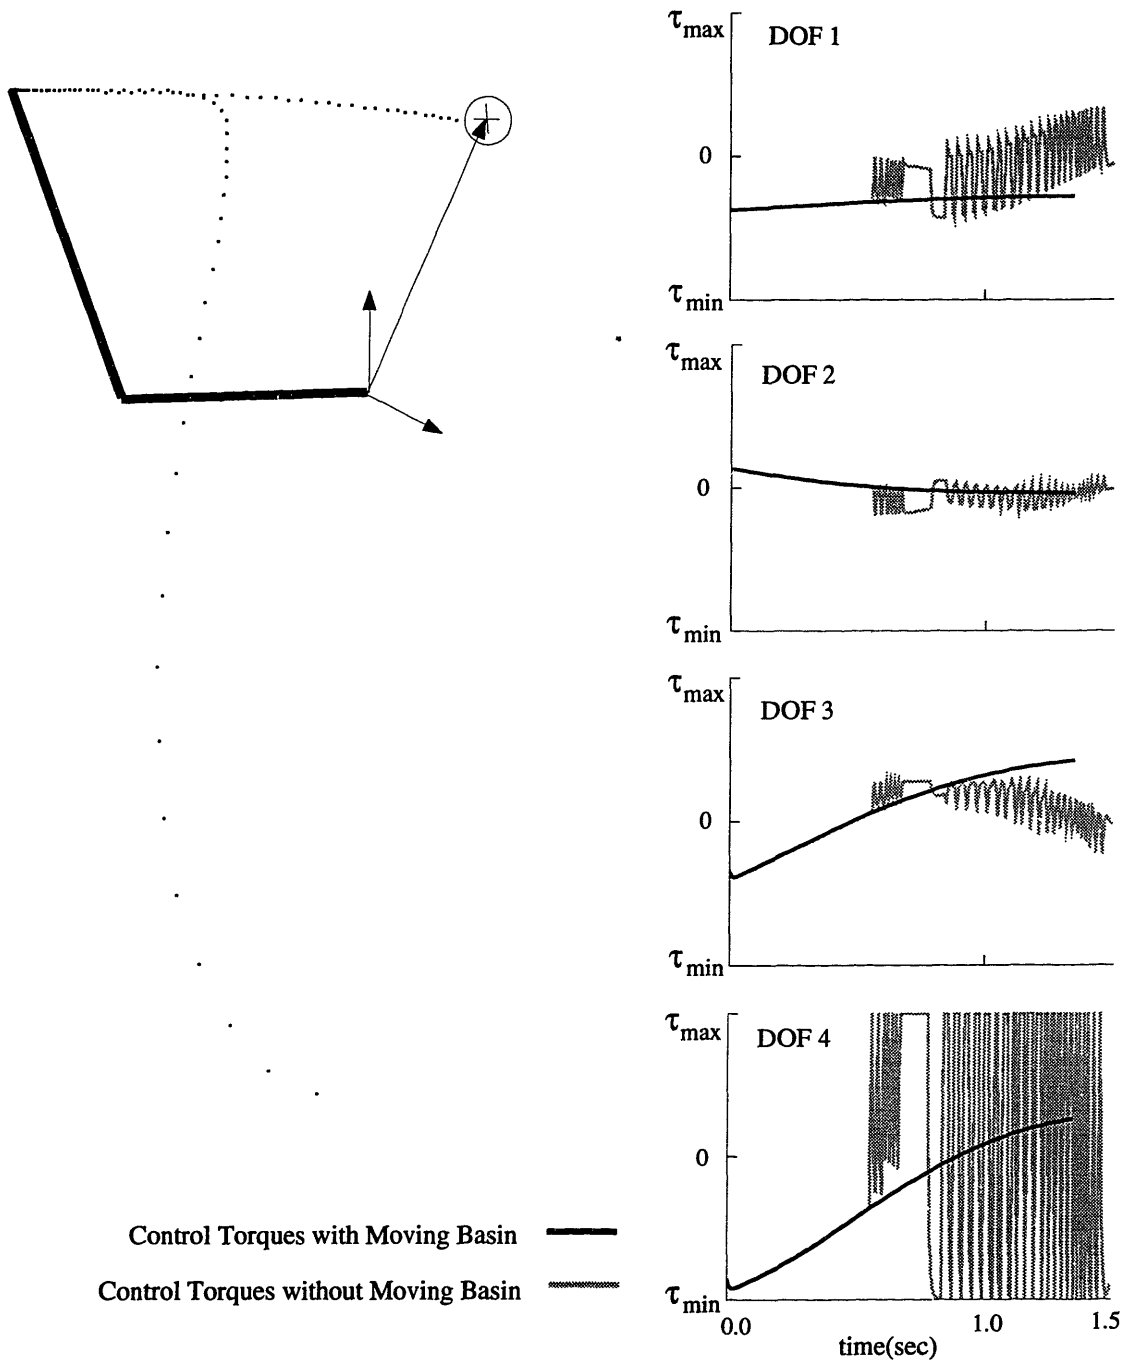 τmax
DOF 1
0
τmin
τmax
DOF 2
0
τmin
τmax
DOF 3
0
τmin
τmax
DOF 4
0
τmin
0.0
1.0
1.5
time(sec)
Control Torques with Moving Basin
Control Torques without Moving Basin